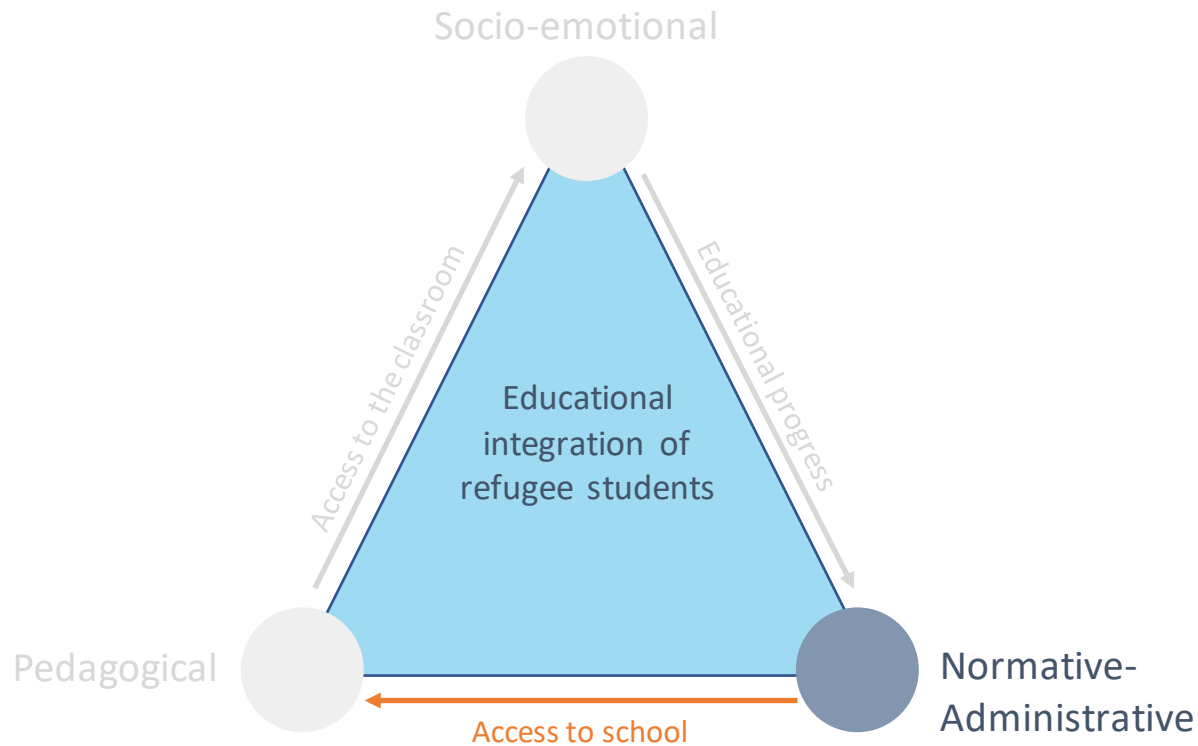 Socio-emotional
Access to the classroom
Educational progress
Educational
integration of
refugee students
Pedagogical
Normative-
Administrative
Access to school